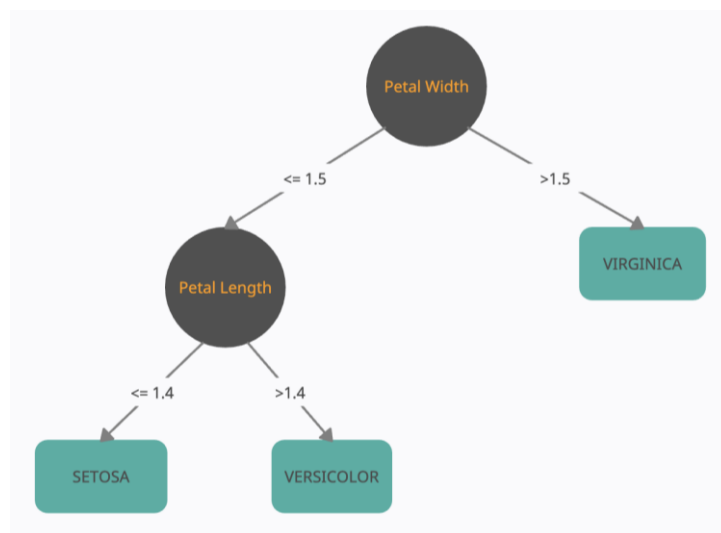 Petal Width
<= 1.5
>1.5
VIRGINICA
Petal Length
<= 1.4
>1.4
SETOSA
VERSICOLOR